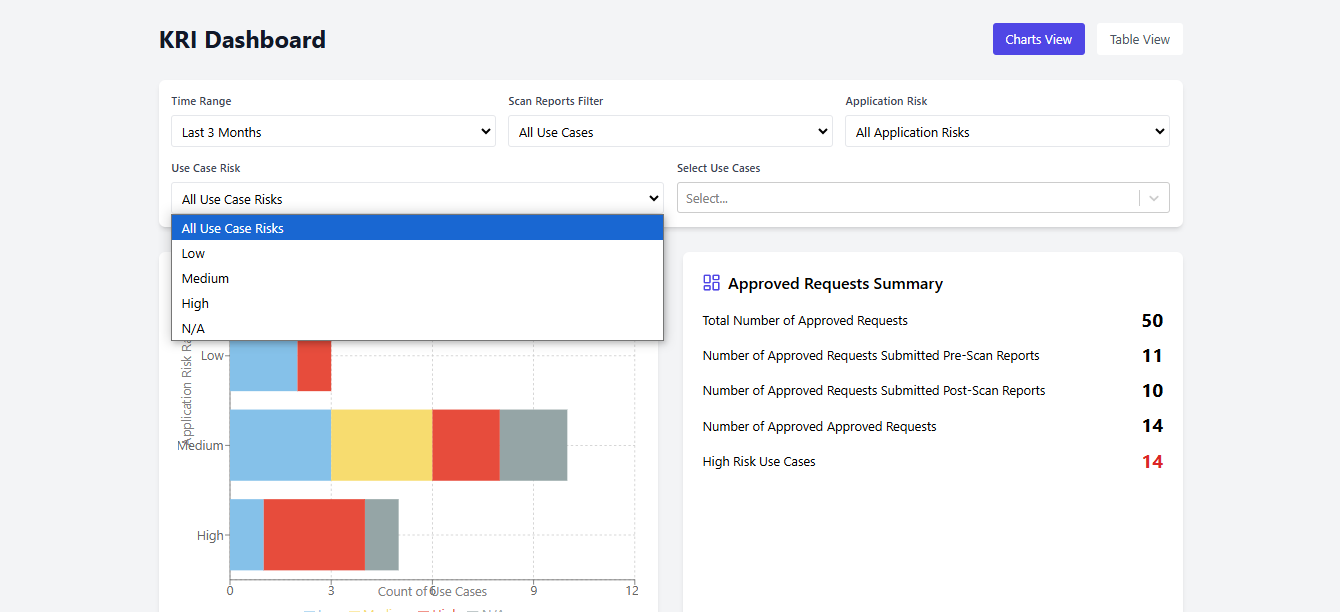 KRI Dashboard
Charts View
Table View
Time Range
Scan Reports Filter
Application Risk
Last 3 Months
All Use Cases
All Application Risks
Use Case Risk
Select Use Cases
All Use Case Risks
Select...
All Use Case Risks
Low
Medium
High
N/A
Application Risk Ra
Low
Medium
High
0
3
6
9
12
Count of Use Cases
Approved Requests Summary
Total Number of Approved Requests 50
Number of Approved Requests Submitted Pre-Scan Reports 11
Number of Approved Requests Submitted Post-Scan Reports 10
Number of Approved Approved Requests 14
High Risk Use Cases 14